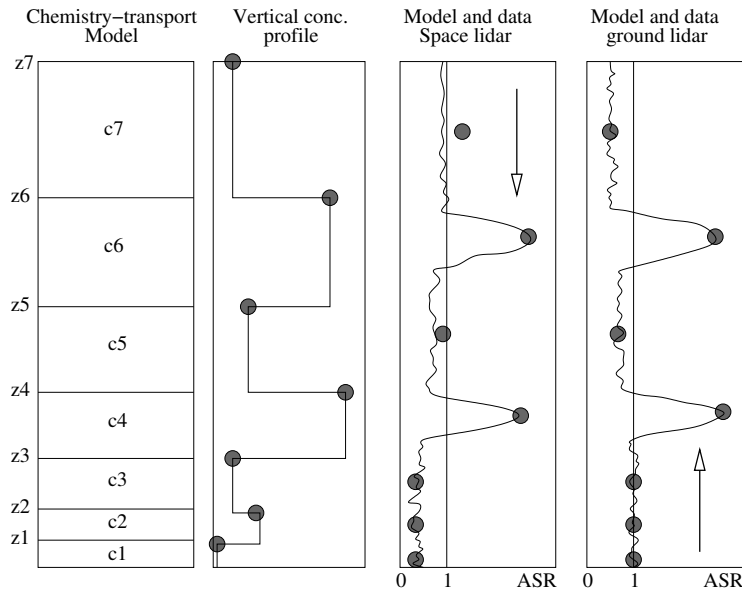 Chemistry−transport
Model
Vertical conc.
profile
Model and data
Space lidar
Model and data
ground lidar
z7
c7
z6
c6
z5
c5
z4
c4
z3
c3
z2
c2
z1
c1
0 1 ASR
0 1 ASR